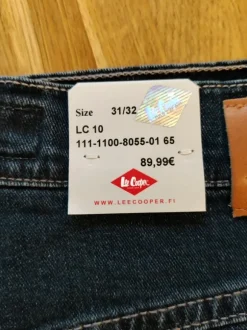 Size 31/32
LC 10
111-1100-8055-01 65
89,99€
Lee Cooper
WWW.LEECOOPER.FI